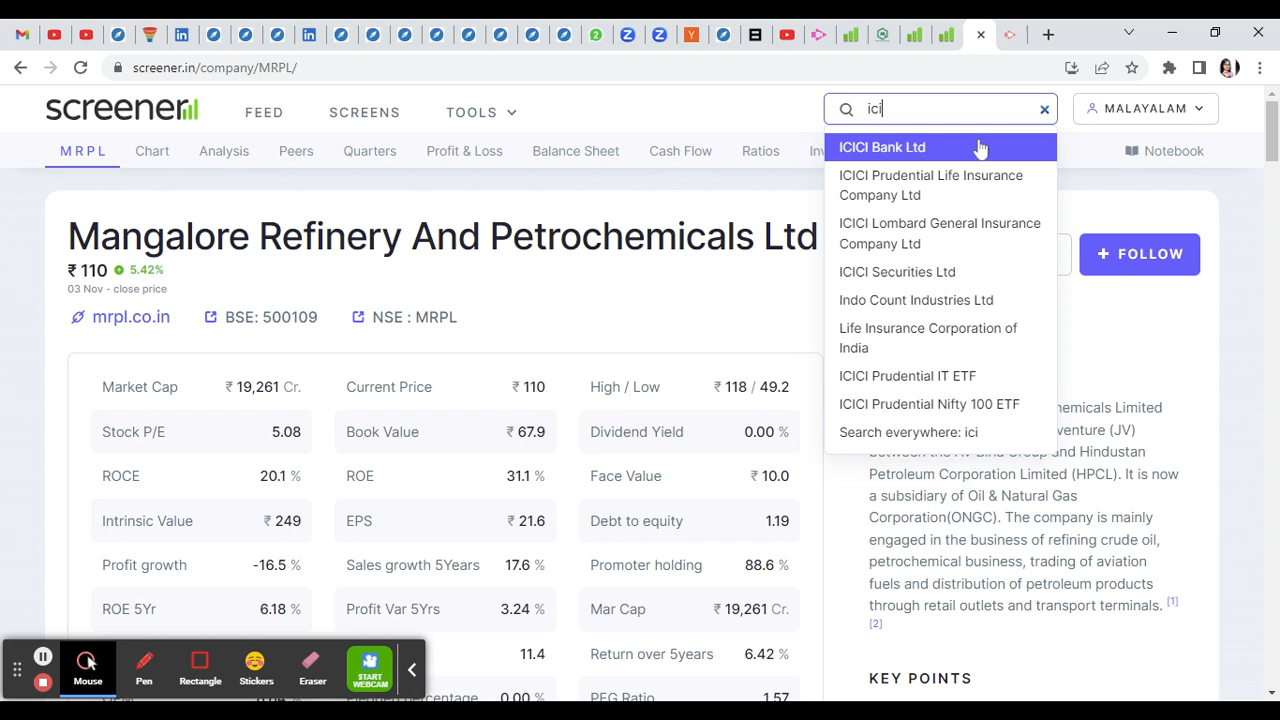 screener.in/company/MRPL/
screener
FEED
SCREENS
TOOLS
ici
MALAYALAM
MRPL
Chart
Analysis
Peers
Quarters
Profit & Loss
Balance Sheet
Cash Flow
Ratios
Notebook
ICICI Bank Ltd
ICICI Prudential Life Insurance
Company Ltd
ICICI Lombard General Insurance
Company Ltd
ICICI Securities Ltd
Indo Count Industries Ltd
Life Insurance Corporation of
India
ICICI Prudential IT ETF
ICICI Prudential Nifty 100 ETF
Search everywhere: ici
Mangalore Refinery And Petrochemicals Ltd
+ FOLLOW
₹ 110 5.42%
03 Nov - close price
mrpl.co.in
BSE: 500109
NSE : MRPL
Market Cap ₹ 19,261 Cr.
Current Price ₹ 110
High / Low ₹ 118 / 49.2
Stock P/E 5.08
Book Value ₹ 67.9
Dividend Yield 0.00 %
ROCE 20.1 %
ROE 31.1 %
Face Value ₹ 10.0
Intrinsic Value ₹ 249
EPS ₹ 21.6
Debt to equity 1.19
Profit growth -16.5 %
Sales growth 5Years 17.6 %
Promoter holding 88.6 %
ROE 5Yr 6.18 %
Profit Var 5Yrs 3.24 %
Mar Cap ₹ 19,261 Cr.
11.4
Return over 5years 6.42 %
percentage 0.00 %
PEG Ratio 1.57
Limited
venture (JV)
between the AV Birla Group and Hindustan
Petroleum Corporation Limited (HPCL). It is now
a subsidiary of Oil & Natural Gas
Corporation(ONGC). The company is mainly
engaged in the business of refining crude oil,
petrochemical business, trading of aviation
fuels and distribution of petroleum products
through retail outlets and transport terminals. [1]
[2]
KEY POINTS
Mouse
Pen
Rectangle
Stickers
Eraser
START
WEBCAM